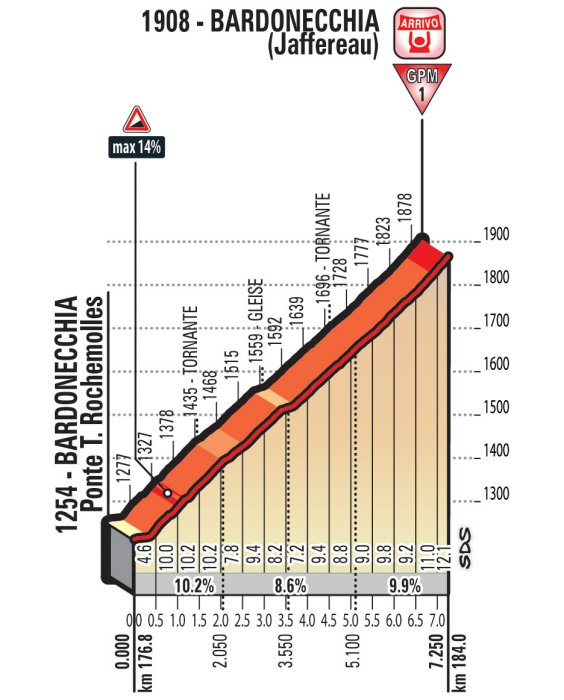 1908 - BARDONECCHIA
(Jaffereau)
ARRIVO
GPM
1
max 14%
1254 - BARDONECCHIA
Ponte T. Rochemolles
1277
1327
1378
1435 - TORNANTE
1468
1515
1559 - GLEISE
1592
1639
1696 - TORNANTE
1728
1777
1823
1878
1900
1800
1700
1600
1500
1400
1300
4.6 10.0 10.2 10.2 7.8 9.4 8.2 7.2 9.4 8.8 9.0 9.8 9.2 11.0 12.1
SDS
10.2% 8.6% 9.9%
0.0 0.5 1.0 1.5 2.0 2.5 3.0 3.5 4.0 4.5 5.0 5.5 6.0 6.5 7.0
0.000 2.050 3.550 5.100 7.250
km 176.8 km 184.0